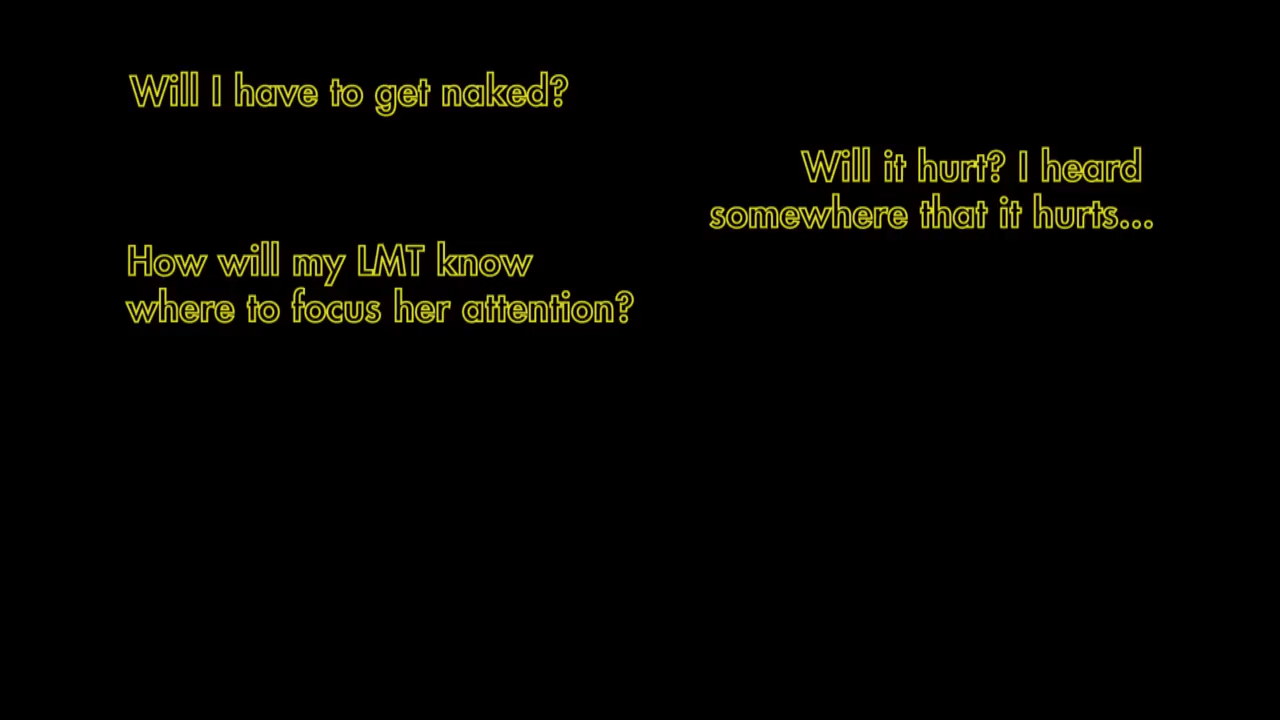 Will I have to get naked?
Will it hurt? I heard
somewhere that it hurts...
How will my LMT know
where to focus her attention?